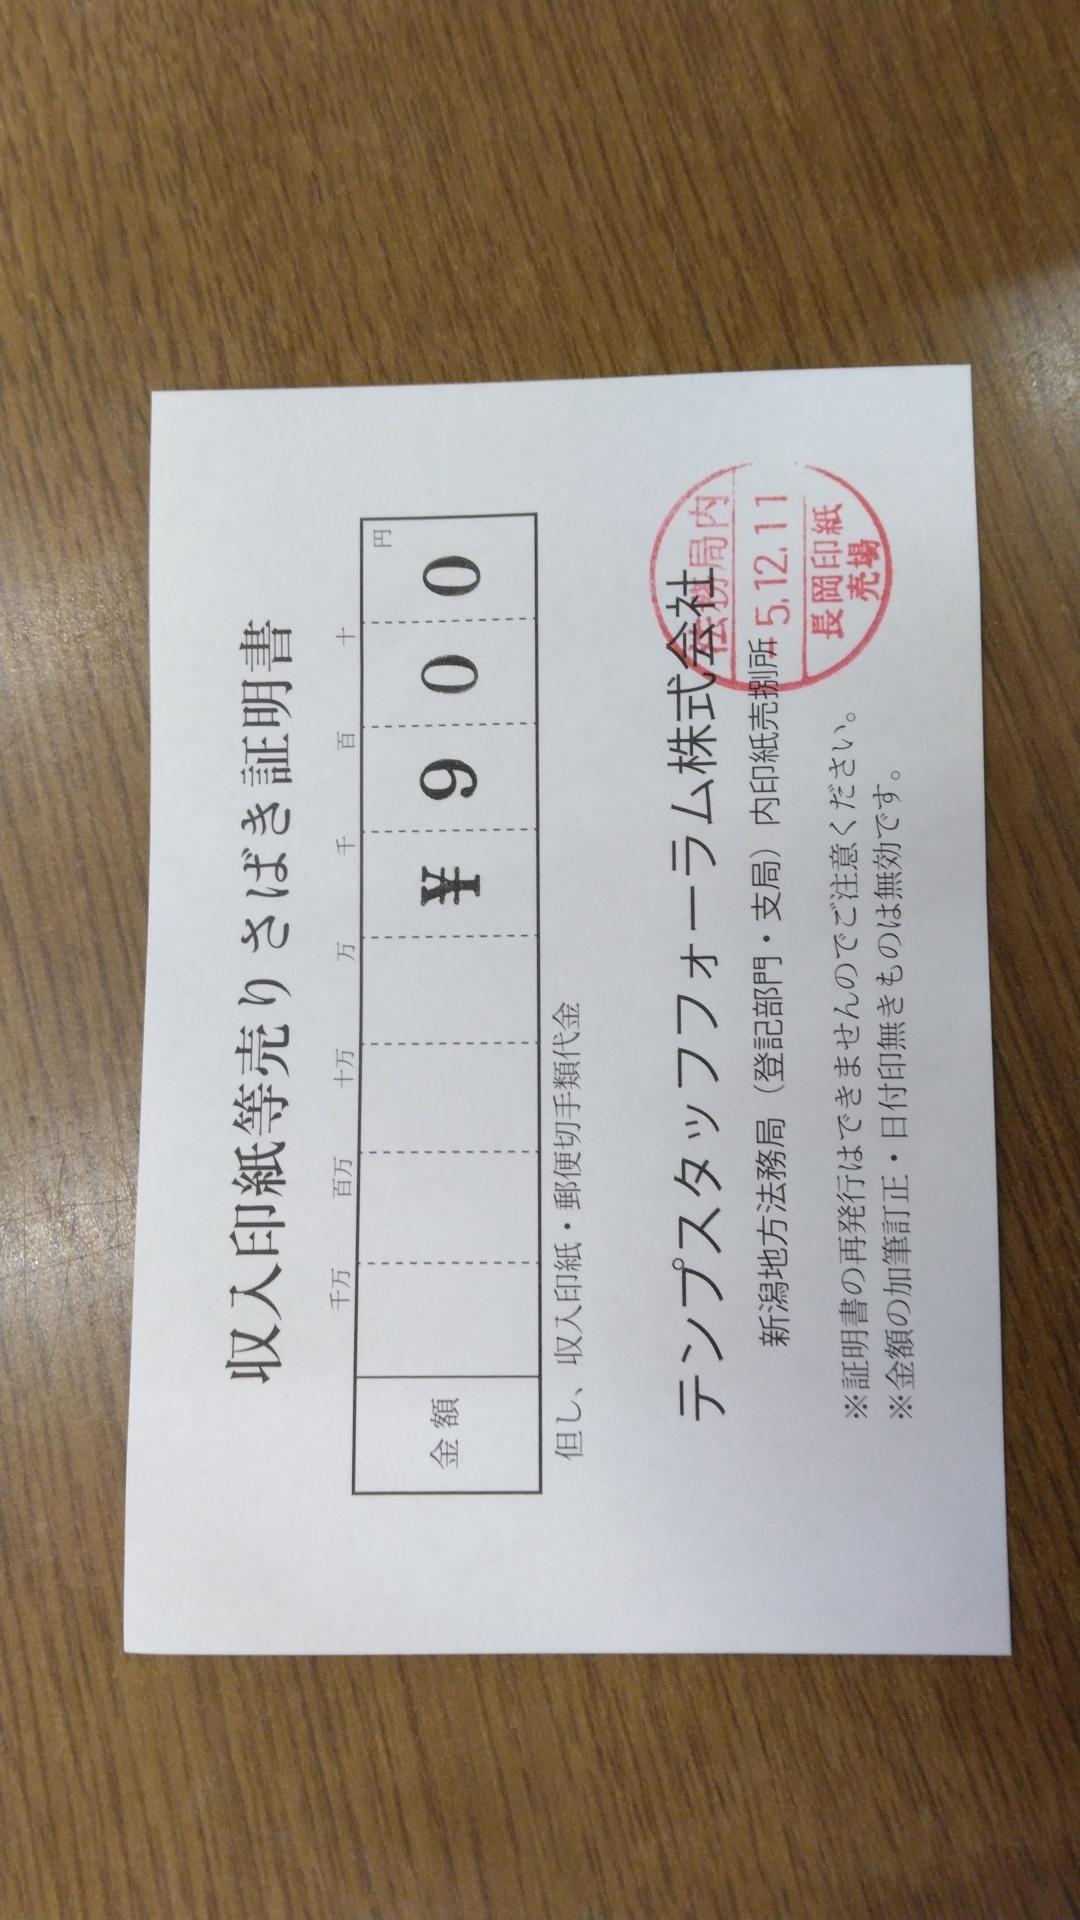 収入印紙等売りさばき証明書
千万 百万 十万 万 千 百 十 円
金額 ¥900
但し、収入印紙・郵便切手類代金
テンプスタッフフォーラム株式会社
新潟地方法務局（登記部門・支局）内印紙売捌所
※証明書の再発行はできませんのでご注意ください。
※金額の加筆訂正・日付印無きものは無効です。
法務局内
5.12.11
長岡印紙
売場